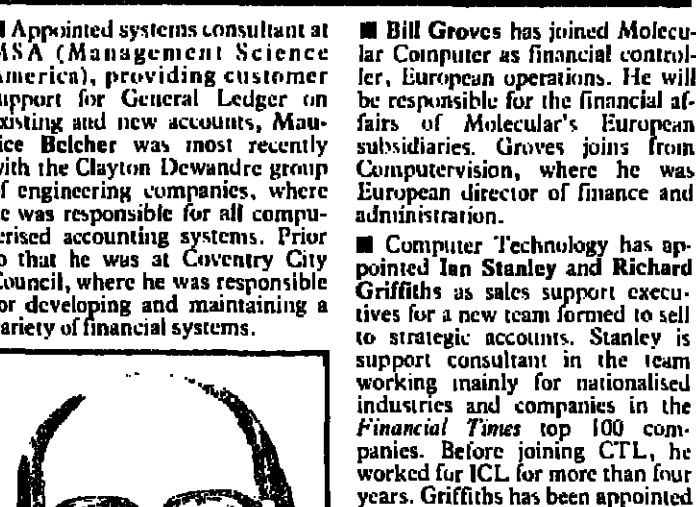 ■ Appointed systems consultant at
MSA (Management Science
America), providing customer
support for General Ledger on
existing and new accounts, Mau-
rice Belcher was most recently
with the Clayton Dewandre group
of engineering companies, where
he was responsible for all compu-
terised accounting systems. Prior
to that he was at Coventry City
Council, where he was responsible
for developing and maintaining a
variety of financial systems.
■ Bill Groves has joined Molecu-
lar Computer as financial control-
ler, European operations. He will
be responsible for the financial af-
fairs of Molecular's European
subsidiaries. Groves joins from
Computervision, where he was
European director of finance and
administration.
■ Computer Technology has ap-
pointed Ian Stanley and Richard
Griffiths as sales support execu-
tives for a new team formed to sell
to strategic accounts. Stanley is
support consultant in the team
working mainly for nationalised
industries and companies in the
Financial Times top 100 com-
panies. Before joining CTL, he
worked for ICL for more than four
years. Griffiths has been appointed